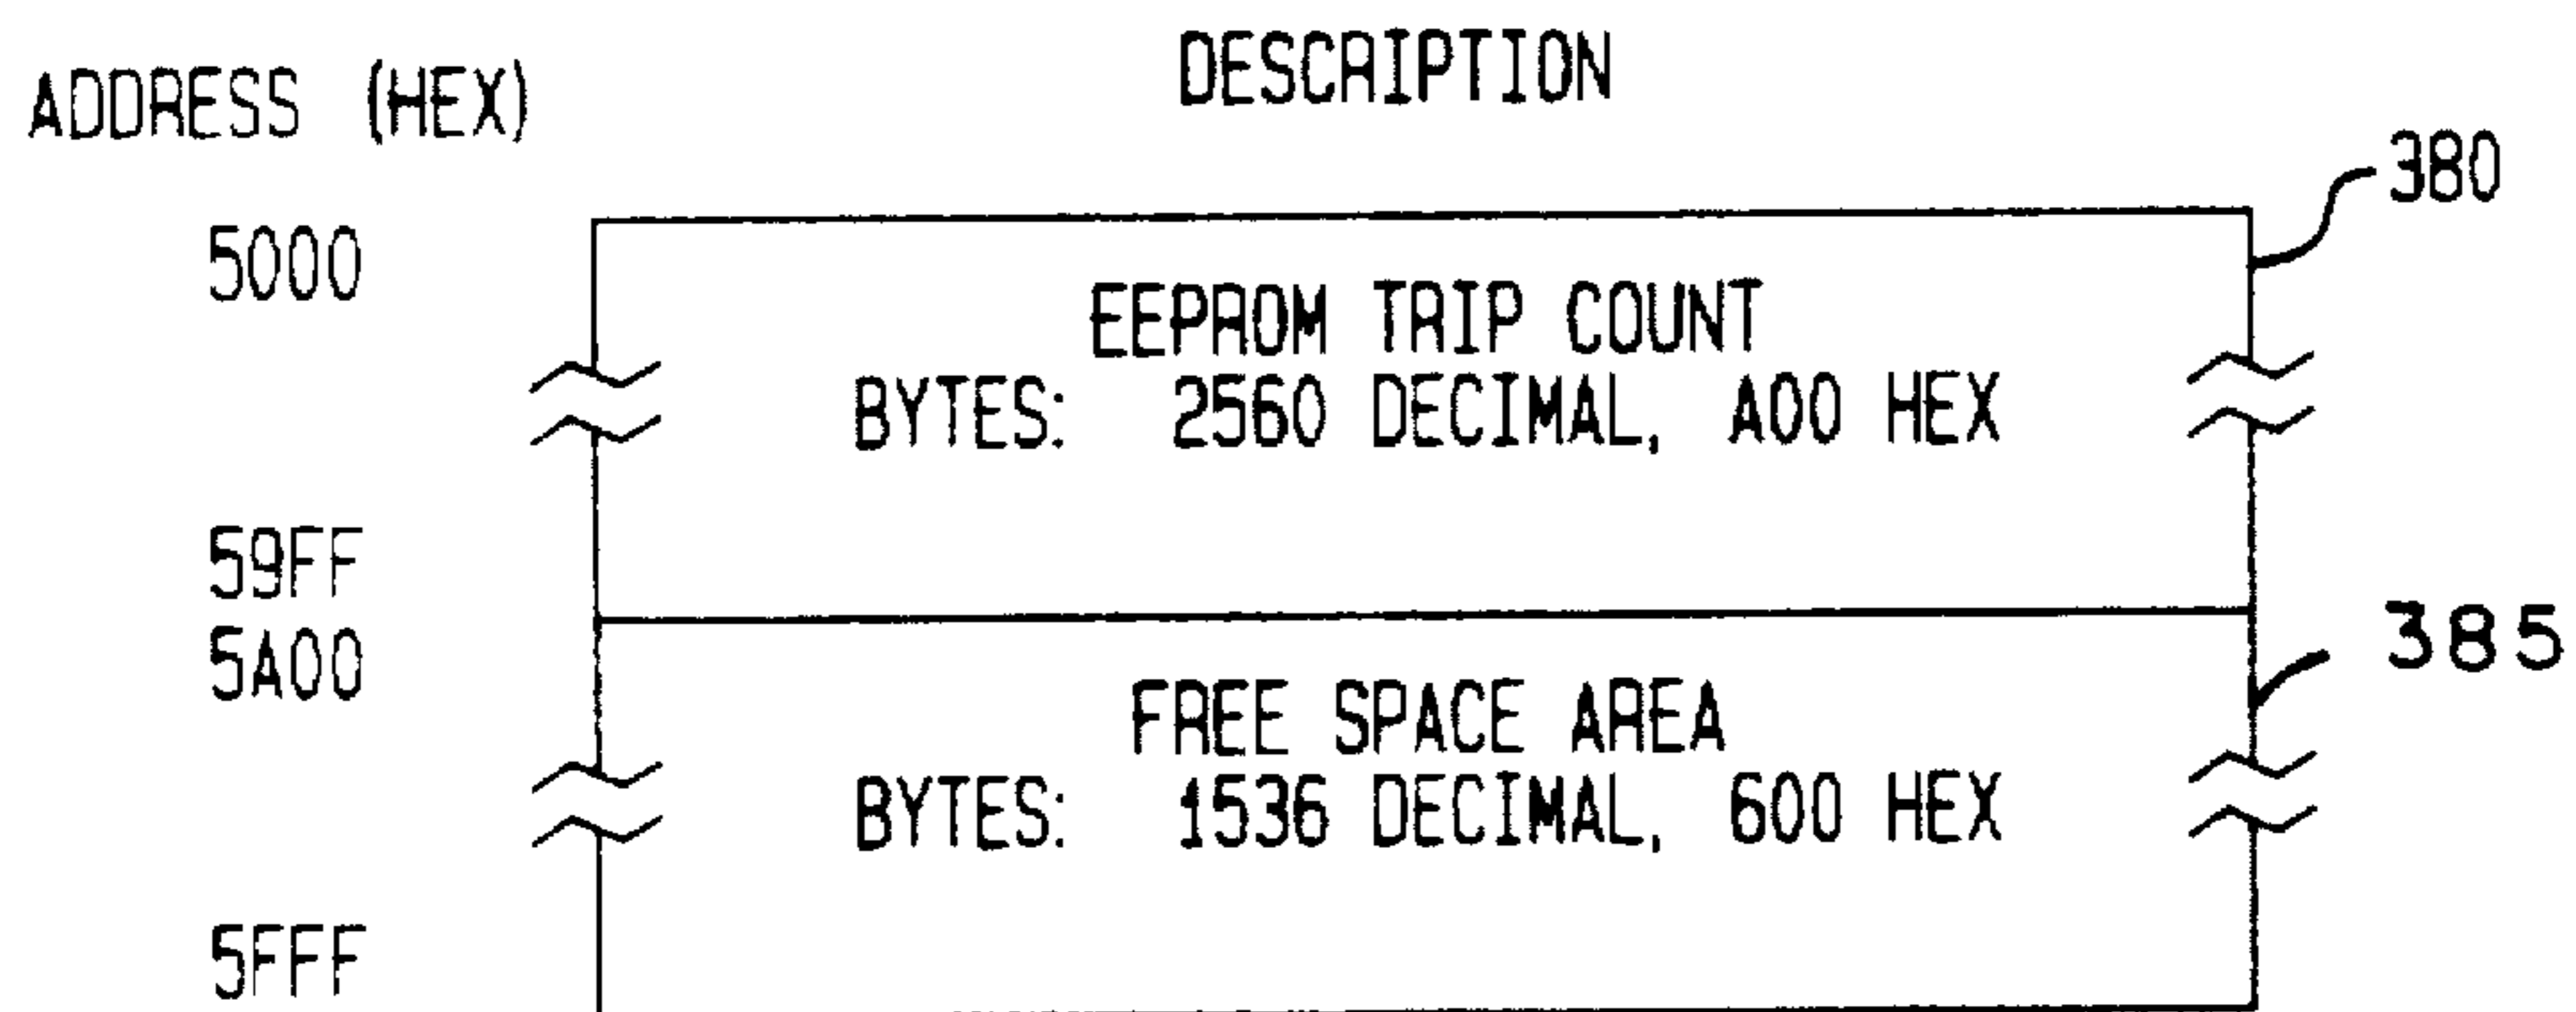 DESCRIPTION
ADDRESS (HEX)
380
5000
EEPROM TRIP COUNT
BYTES: 2560 DECIMAL, A00 HEX
59FF
5A00
385
FREE SPACE AREA
BYTES: 1536 DECIMAL, 600 HEX
5FFF